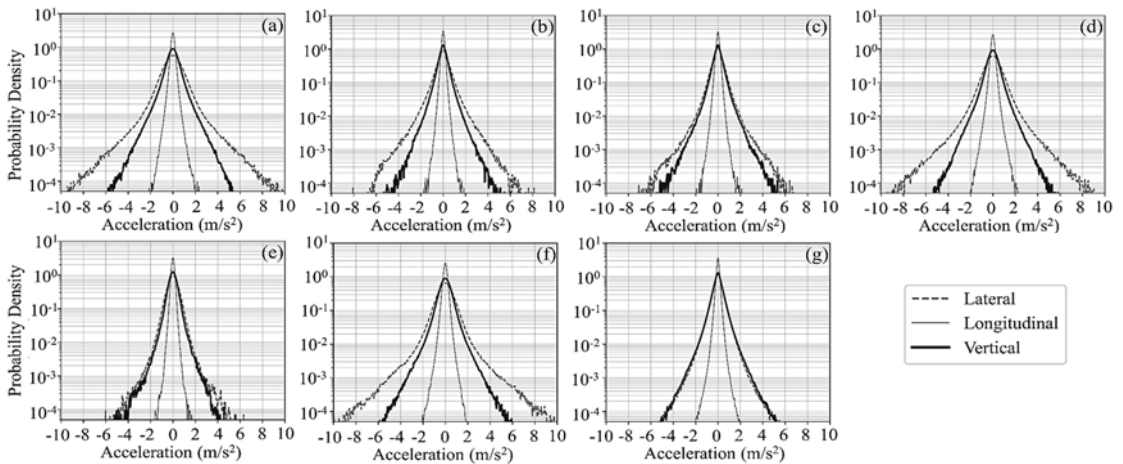 Probability Density
10¹
10⁰
10⁻¹
10⁻²
10⁻³
10⁻⁴
(a)
-10 -8 -6 -4 -2 0 2 4 6 8 10
Acceleration (m/s²)
10¹
10⁰
10⁻¹
10⁻²
10⁻³
10⁻⁴
(b)
-10 -8 -6 -4 -2 0 2 4 6 8 10
Acceleration (m/s²)
10¹
10⁰
10⁻¹
10⁻²
10⁻³
10⁻⁴
(c)
-10 -8 -6 -4 -2 0 2 4 6 8 10
Acceleration (m/s²)
10¹
10⁰
10⁻¹
10⁻²
10⁻³
10⁻⁴
(d)
-10 -8 -6 -4 -2 0 2 4 6 8 10
Acceleration (m/s²)
Probability Density
10¹
10⁰
10⁻¹
10⁻²
10⁻³
10⁻⁴
(e)
-10 -8 -6 -4 -2 0 2 4 6 8 10
Acceleration (m/s²)
10¹
10⁰
10⁻¹
10⁻²
10⁻³
10⁻⁴
(f)
-10 -8 -6 -4 -2 0 2 4 6 8 10
Acceleration (m/s²)
10¹
10⁰
10⁻¹
10⁻²
10⁻³
10⁻⁴
(g)
-10 -8 -6 -4 -2 0 2 4 6 8 10
Acceleration (m/s²)
Lateral
Longitudinal
Vertical